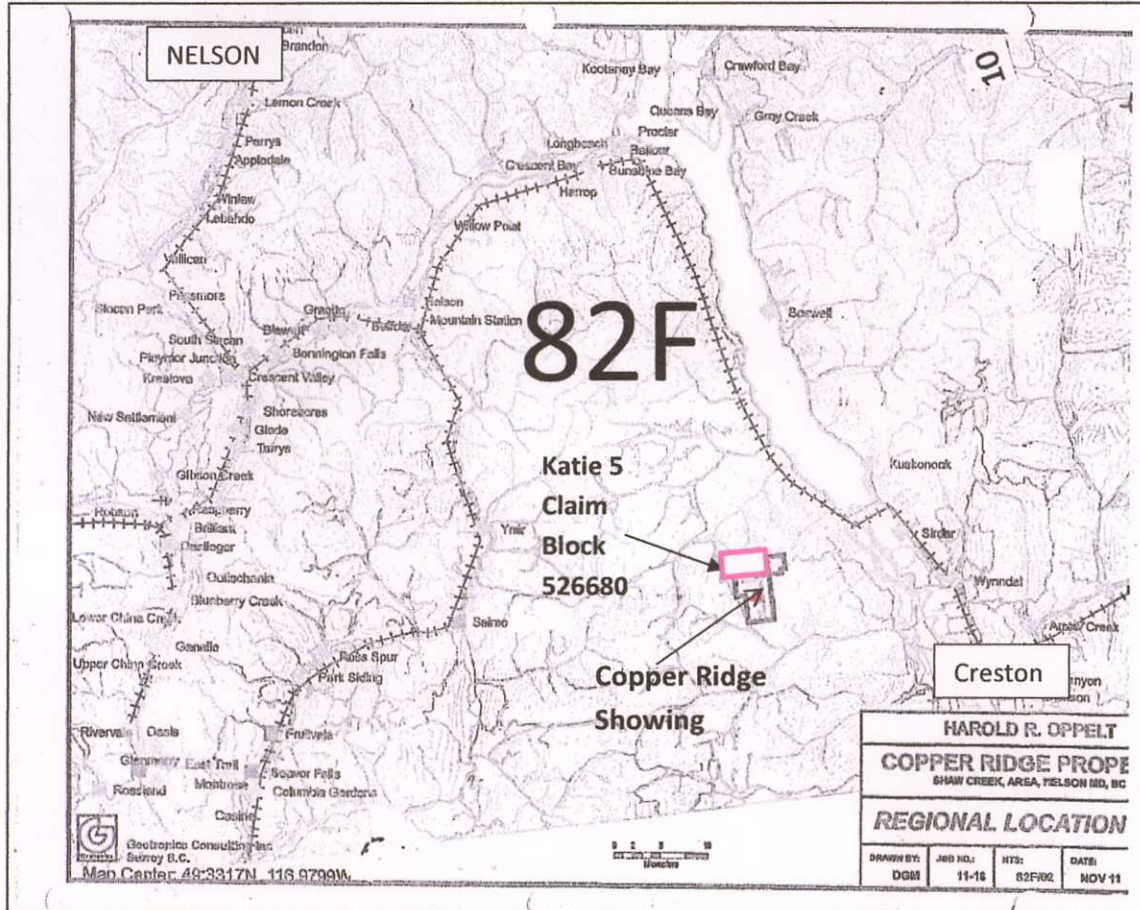 NELSON
Brandon
Lemon Creek
Perrys
Appledale
Winlaw
Lebahdo
Vallican
Passmore
Slocan Park
South Slocan
Playmor Junction
Krestova
Crescent Valley
New Settlement
Shoreacres
Glade
Tarrys
Gibson Creek
Raspberry
Robson
Brilliant
Ootischenia
Blueberry Creek
Lower China Creek
Genelle
Upper China Creek
Rivervale
Oasis
Glenmerry
East Trail
Rossland
Montrose
Casino
Beaver Falls
Columbia Gardens
Fruitvale
Park Siding
Ross Spur
Salmo
Ymir
Blewett
Granite
Bonnington Falls
Nelson
Mountain Station
Willow Point
Crescent Bay
Longbeach
Harrop
Sunshine Bay
Balfour
Procter
Queens Bay
Kootenay Bay
Crawford Bay
Gray Creek
10
82F
Boswell
Kuskonook
Sirdar
Wynndel
Creston
Katie 5
Claim
Block
526680
Copper Ridge
Showing
HAROLD R. OPPELT
COPPER RIDGE PROPE
SHAW CREEK, AREA, NELSON MD, BC
REGIONAL LOCATION
DRAWN BY: JOB NO.: NTS: DATE:
DGM 11-16 82F/02 NOV 11
Geotronics Consulting Inc.
Surrey B.C.
Map Center: 49.3317N 116.9799W